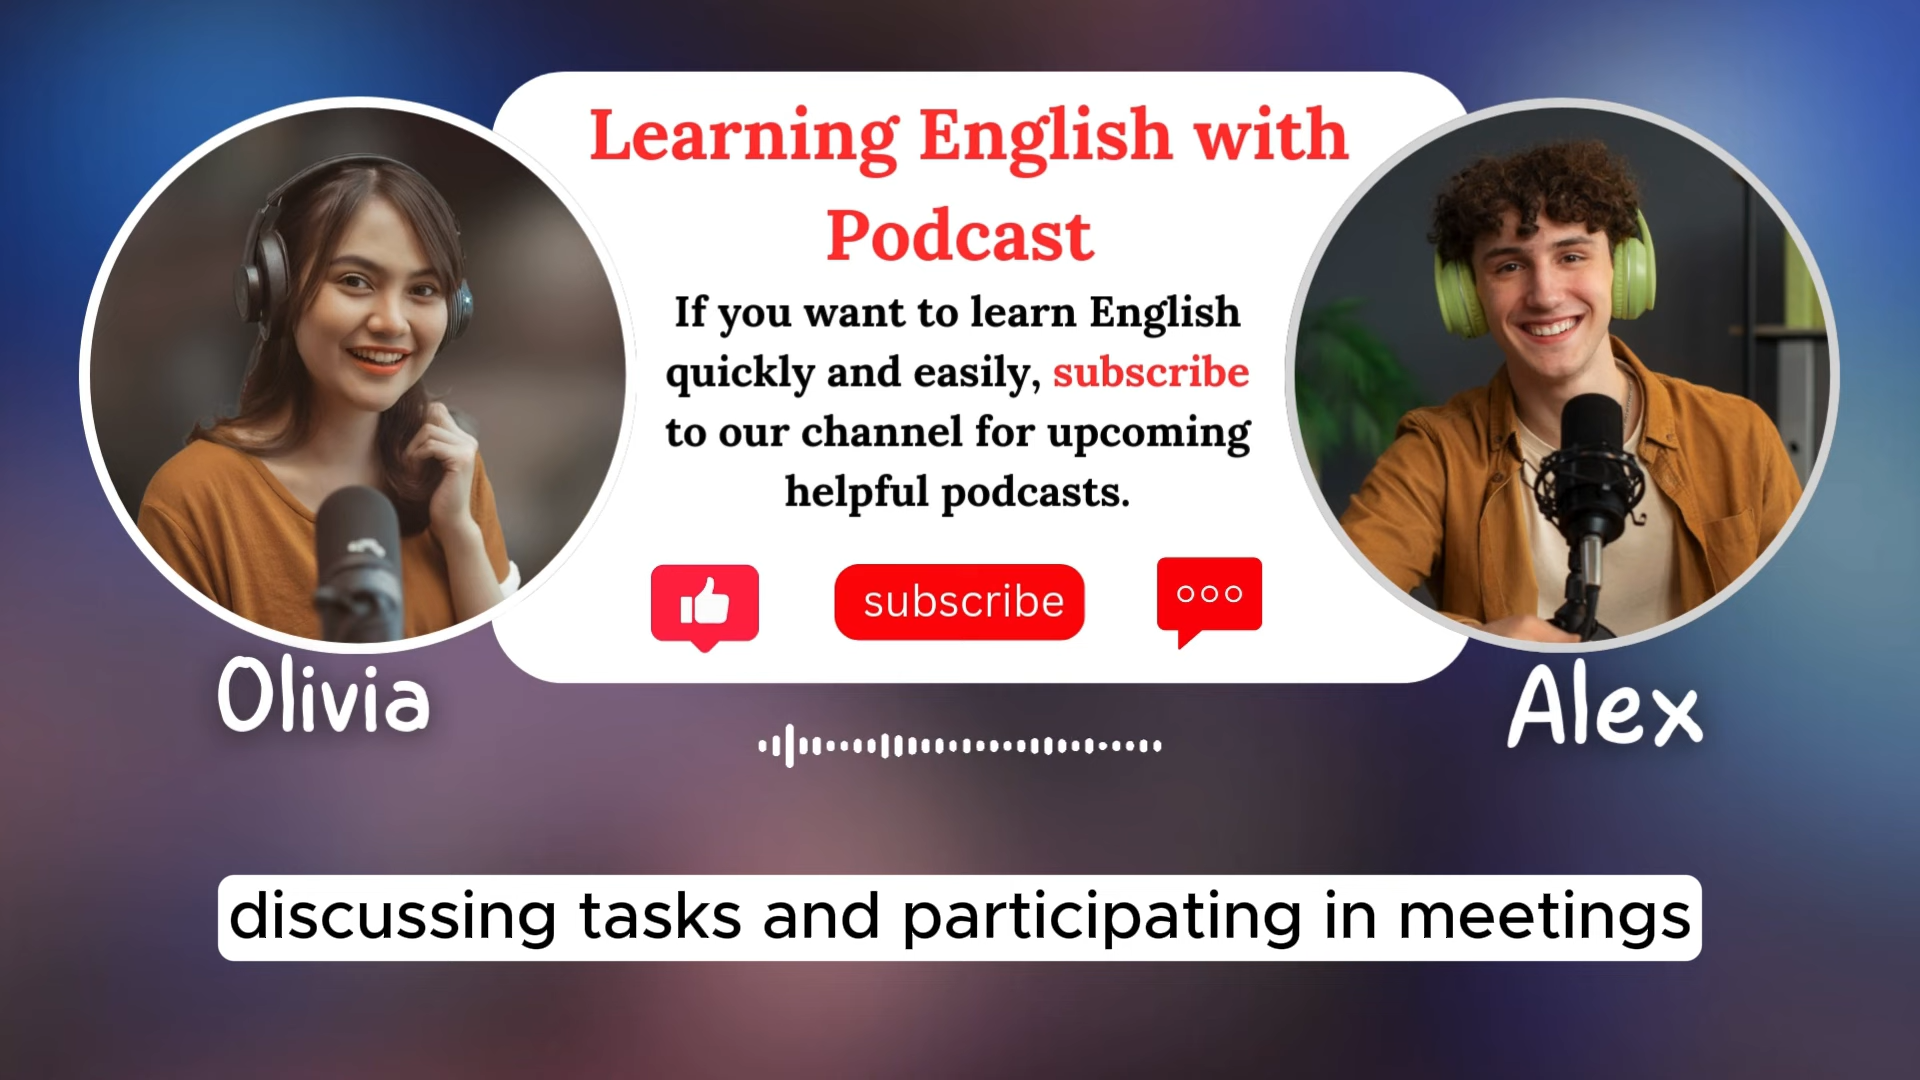 Learning English with
Podcast
If you want to learn English
quickly and easily, subscribe
to our channel for upcoming
helpful podcasts.
subscribe
Olivia
Alex
discussing tasks and participating in meetings